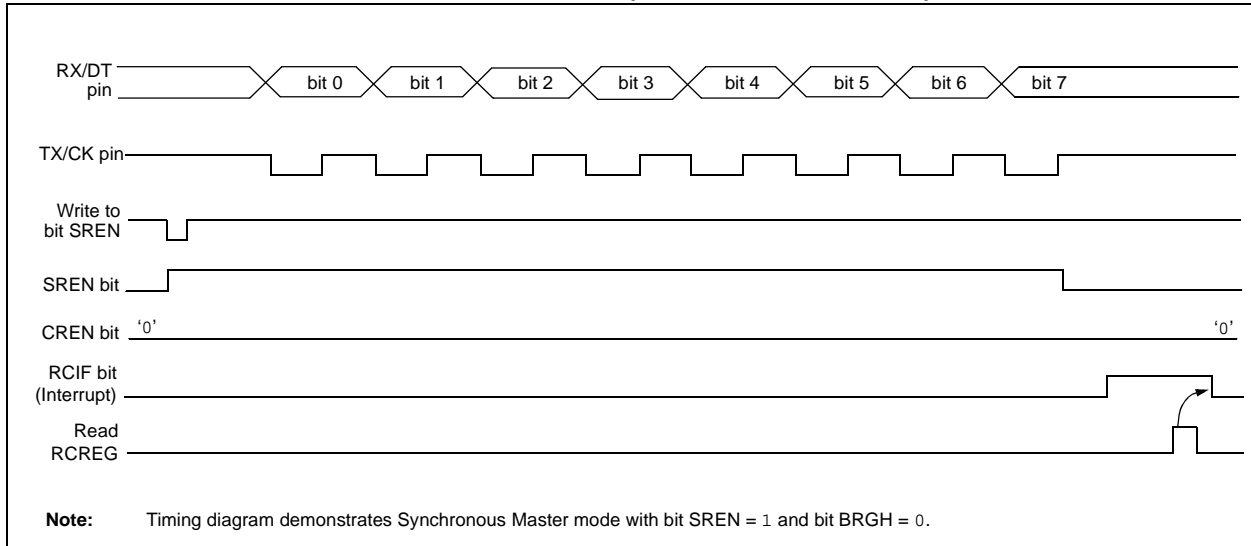 RX/DT
pin
bit 0 bit 1 bit 2 bit 3 bit 4 bit 5 bit 6 bit 7
TX/CK pin
Write to
bit SREN
SREN bit
CREN bit '0' '0'
RCIF bit
(Interrupt)
Read
RCREG
Note: Timing diagram demonstrates Synchronous Master mode with bit SREN = 1 and bit BRGH = 0.